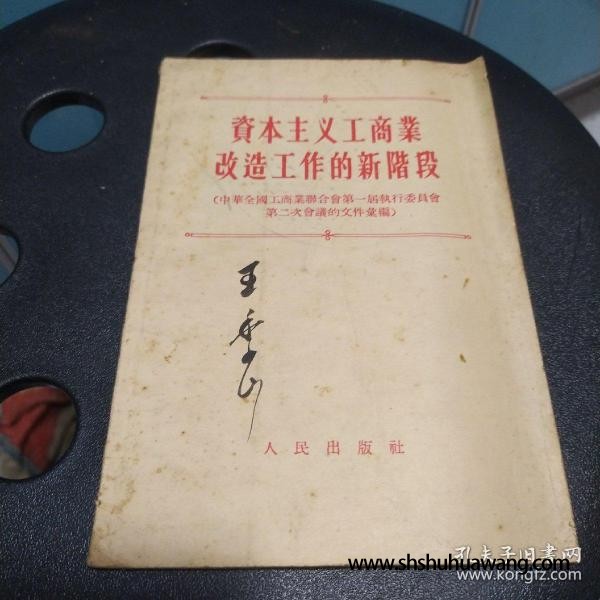 資本主义工商業
改造工作的新階段
(中華全國工商業聯合會第一屆執行委員會
第二次會議的文件彙編)
人民出版社
www.shshuhuawang.com
孔夫子旧书网
www.kongfz.com